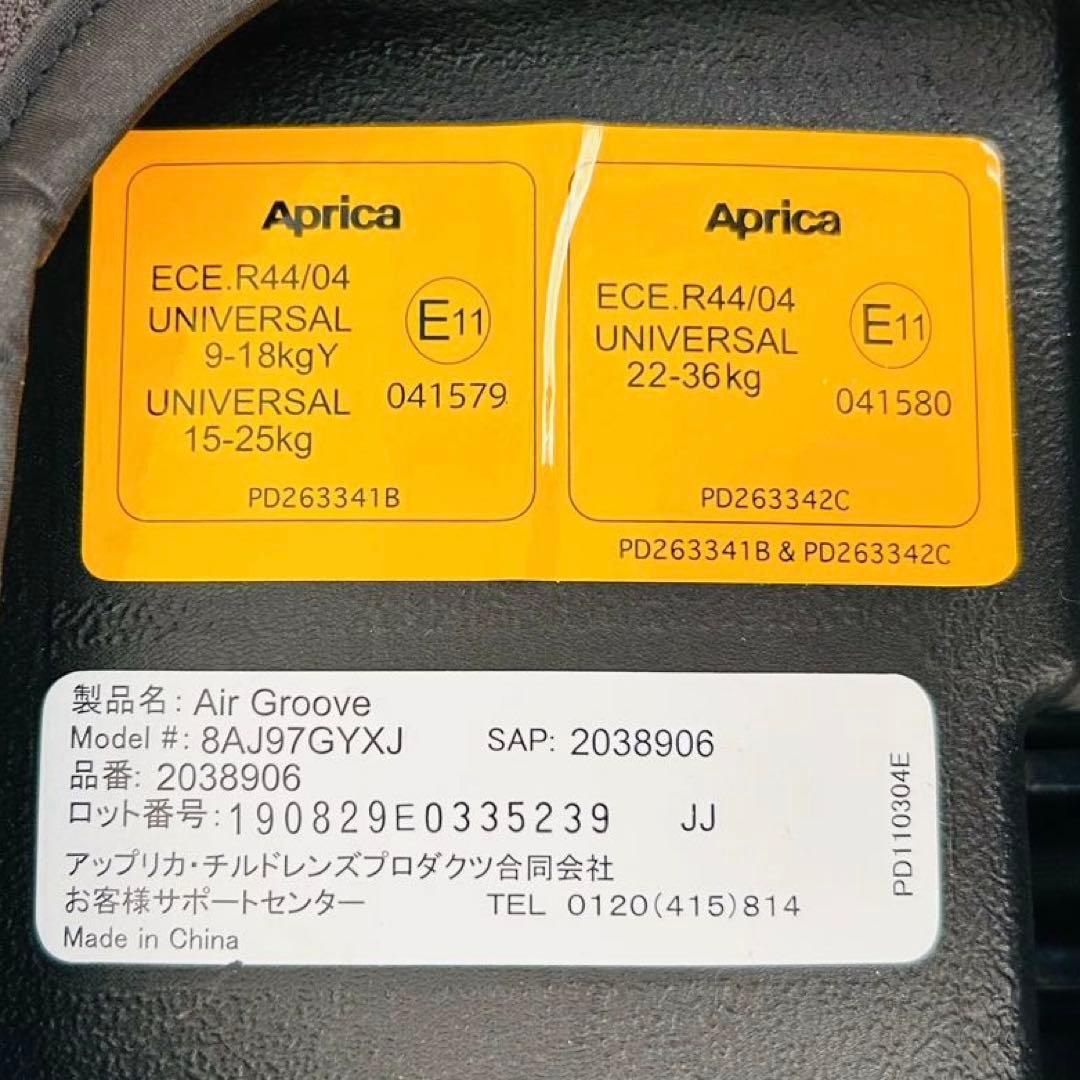 Aprica
ECE.R44/04
UNIVERSAL
9-18kgY
UNIVERSAL
15-25kg
E11
041579
PD263341B
Aprica
ECE.R44/04
UNIVERSAL
22-36kg
E11
041580
PD263342C
PD263341B & PD263342C
製品名: Air Groove
Model #: 8AJ97GYXJ SAP: 2038906
品番: 2038906
ロット番号:190829E0335239 JJ
アップリカ・チルドレンズプロダクツ合同会社
お客様サポートセンター TEL 0120(415)814
Made in China
PD110304E